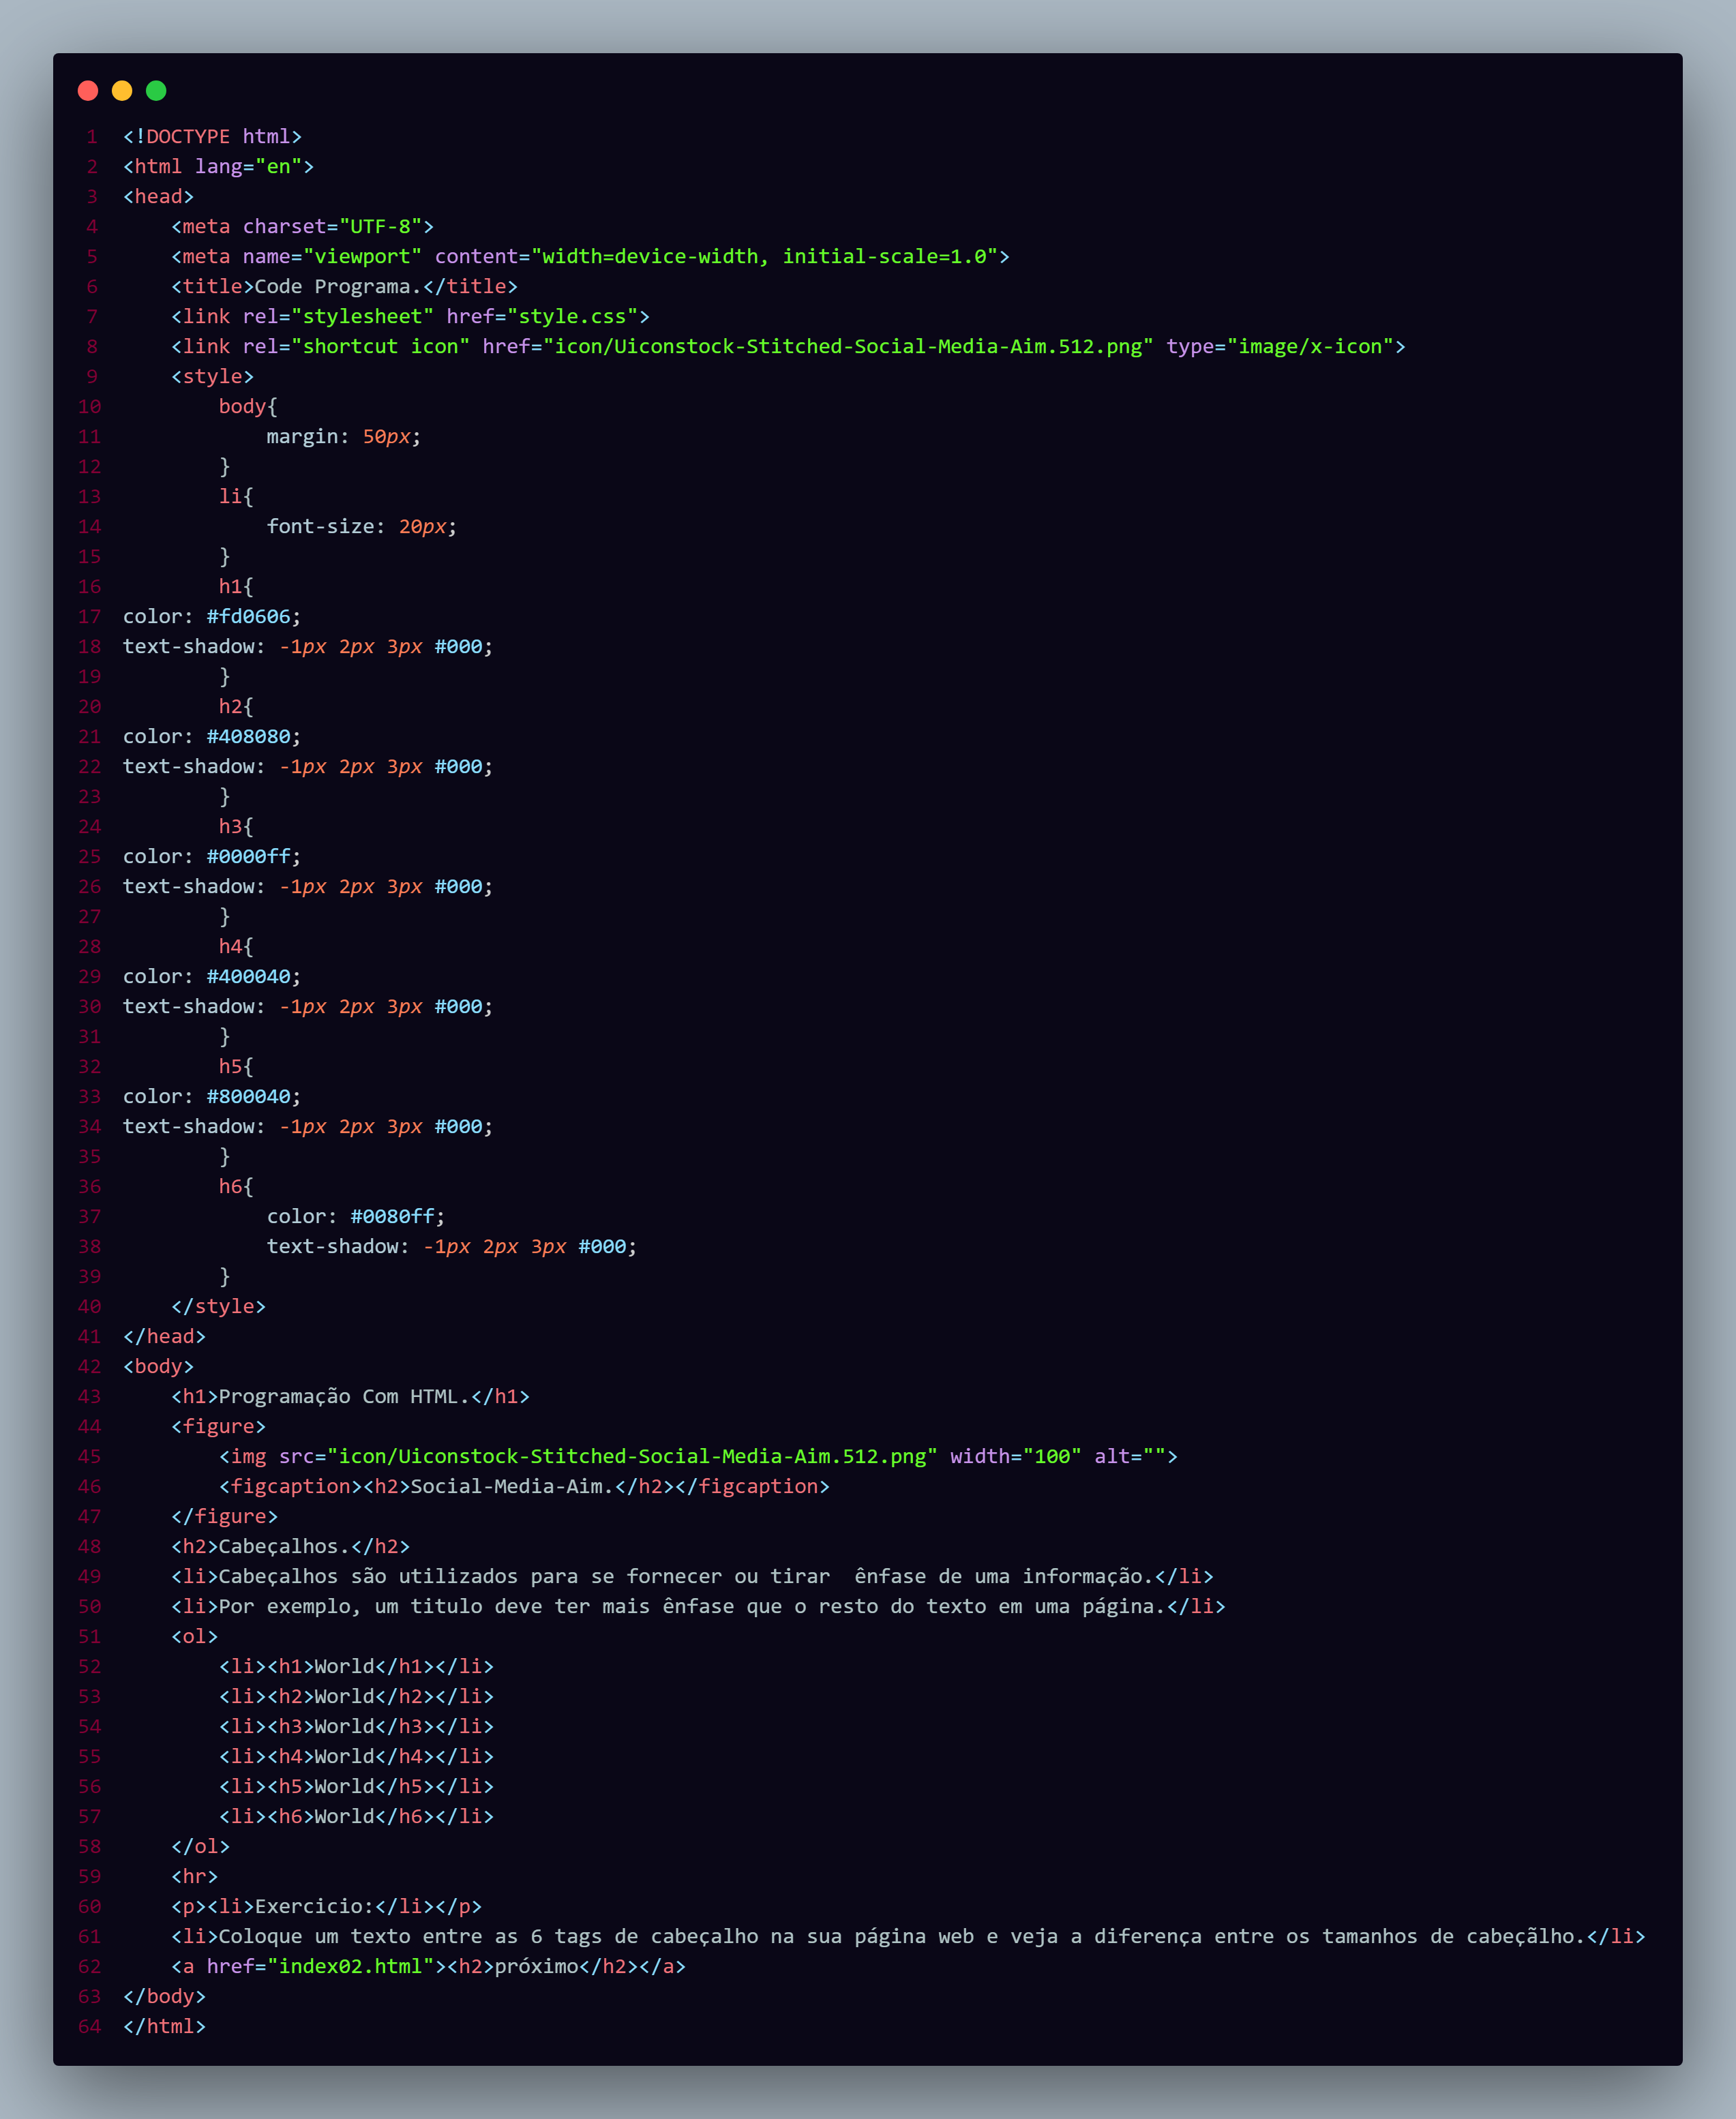 1 <!DOCTYPE html>
2 <html lang="en">
3 <head>
4     <meta charset="UTF-8">
5     <meta name="viewport" content="width=device-width, initial-scale=1.0">
6     <title>Code Programa.</title>
7     <link rel="stylesheet" href="style.css">
8     <link rel="shortcut icon" href="icon/Uiconstock-Stitched-Social-Media-Aim.512.png" type="image/x-icon">
9     <style>
10         body{
11             margin: 50px;
12         }
13         li{
14             font-size: 20px;
15         }
16         h1{
17 color: #fd0606;
18 text-shadow: -1px 2px 3px #000;
19         }
20         h2{
21 color: #408080;
22 text-shadow: -1px 2px 3px #000;
23         }
24         h3{
25 color: #0000ff;
26 text-shadow: -1px 2px 3px #000;
27         }
28         h4{
29 color: #400040;
30 text-shadow: -1px 2px 3px #000;
31         }
32         h5{
33 color: #800040;
34 text-shadow: -1px 2px 3px #000;
35         }
36         h6{
37             color: #0080ff;
38             text-shadow: -1px 2px 3px #000;
39         }
40     </style>
41 </head>
42 <body>
43     <h1>Programação Com HTML.</h1>
44     <figure>
45         <img src="icon/Uiconstock-Stitched-Social-Media-Aim.512.png" width="100" alt="">
46         <figcaption><h2>Social-Media-Aim.</h2></figcaption>
47     </figure>
48     <h2>Cabeçalhos.</h2>
49     <li>Cabeçalhos são utilizados para se fornecer ou tirar  ênfase de uma informação.</li>
50     <li>Por exemplo, um titulo deve ter mais ênfase que o resto do texto em uma página.</li>
51     <ol>
52         <li><h1>World</h1></li>
53         <li><h2>World</h2></li>
54         <li><h3>World</h3></li>
55         <li><h4>World</h4></li>
56         <li><h5>World</h5></li>
57         <li><h6>World</h6></li>
58     </ol>
59     <hr>
60     <p><li>Exercicio:</li></p>
61     <li>Coloque um texto entre as 6 tags de cabeçalho na sua página web e veja a diferença entre os tamanhos de cabeçãlho.</li>
62     <a href="index02.html"><h2>próximo</h2></a>
63 </body>
64 </html>